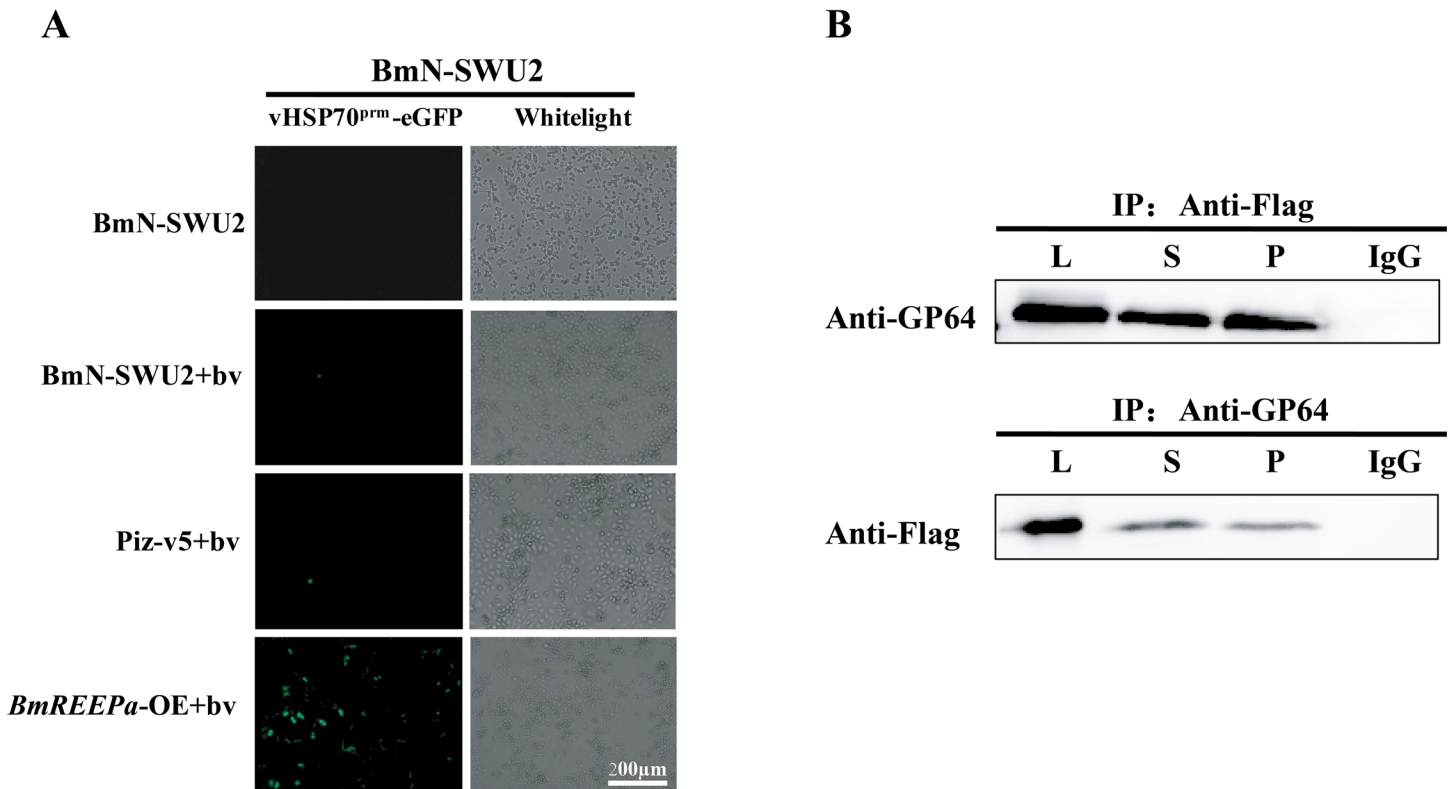 A
BmN-SWU2
vHSP70prm-eGFP Whitelight
BmN-SWU2
BmN-SWU2+bv
Piz-v5+bv
BmREEPa-OE+bv
200μm
B
IP： Anti-Flag
L S P IgG
Anti-GP64
IP： Anti-GP64
L S P IgG
Anti-Flag